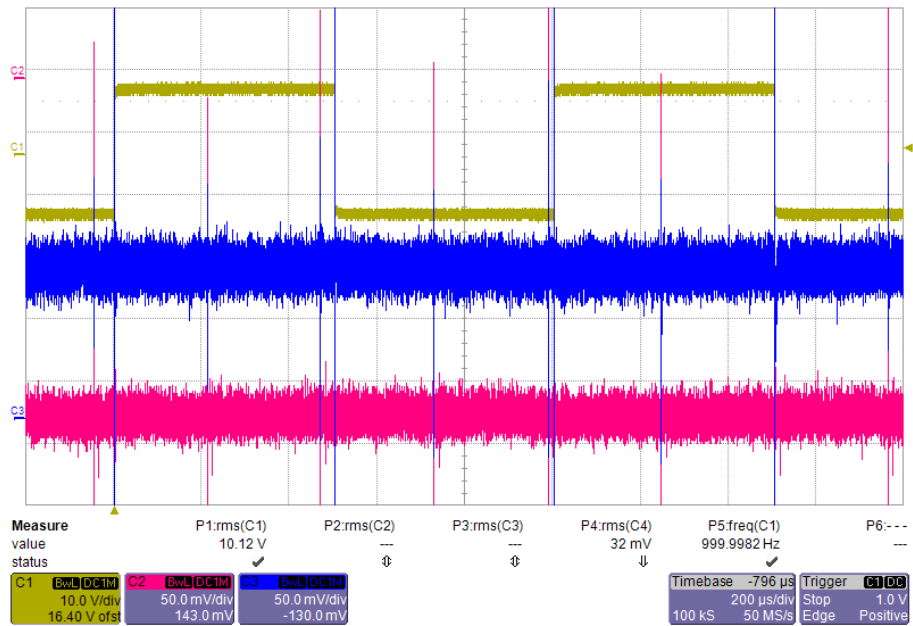 C2
C1
C3
Measure P1:rms(C1) P2:rms(C2) P3:rms(C3) P4:rms(C4) P5:freq(C1) P6:- - -
value 10.12 V --- --- 32 mV 999.9982 Hz ---
status
C1 BwL DC1M C2 BwL DC1M C3 BwL DC1M Timebase -796 µs Trigger C1 DC
10.0 V/div 50.0 mV/div 50.0 mV/div 200 µs/div Stop 1.0 V
16.40 V ofst 143.0 mV -130.0 mV 100 kS 50 MS/s Edge Positive